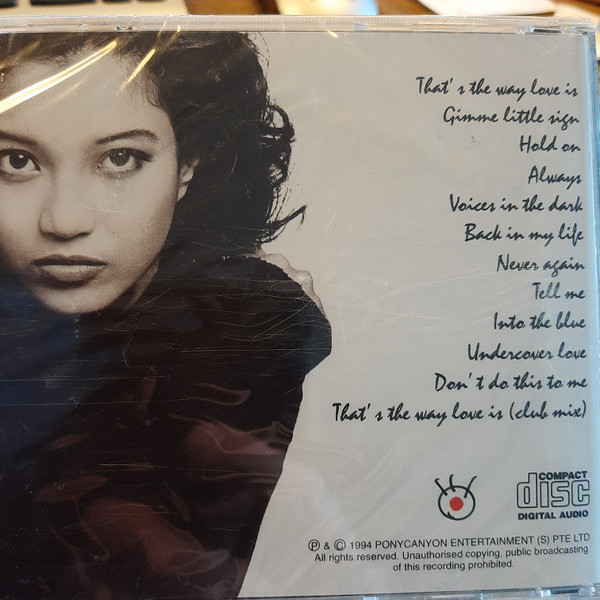 That's the way love is
Gimme little sign
Hold on
Always
Voices in the dark
Back in my life
Never again
Tell me
Into the blue
Undercover love
Don't do this to me
That's the way love is (club mix)
COMPACT
disc
DIGITAL AUDIO
Ⓟ & © 1994 PONYCANYON ENTERTAINMENT (S) PTE LTD
All rights reserved. Unauthorised copying, public broadcasting
of this recording prohibited.